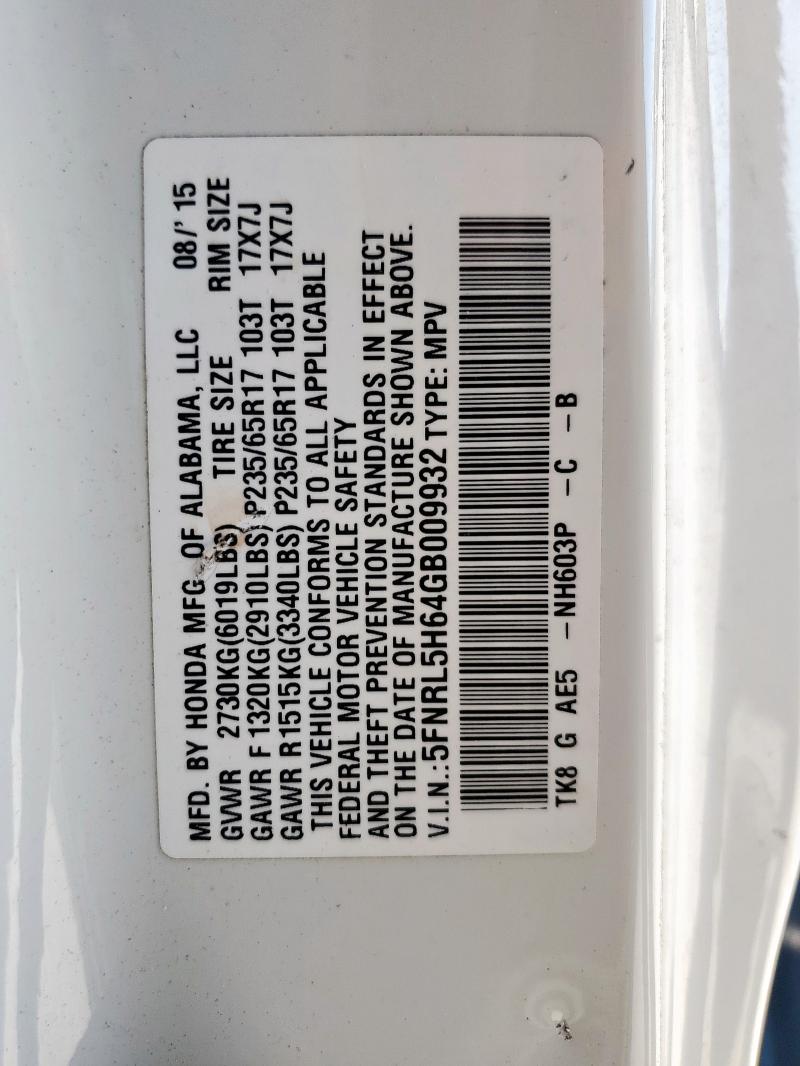 MFD. BY HONDA MFG. OF ALABAMA, LLC 08/' 15
GVWR 2730KG(6019LBS) TIRE SIZE RIM SIZE
GAWR F 1320KG(2910LBS) P235/65R17 103T 17X7J
GAWR R1515KG(3340LBS) P235/65R17 103T 17X7J
THIS VEHICLE CONFORMS TO ALL APPLICABLE
FEDERAL MOTOR VEHICLE SAFETY
AND THEFT PREVENTION STANDARDS IN EFFECT
ON THE DATE OF MANUFACTURE SHOWN ABOVE.
V.I.N.:5FNRL5H64GB009932 TYPE: MPV
TK8 G AE5 –NH603P –C –B